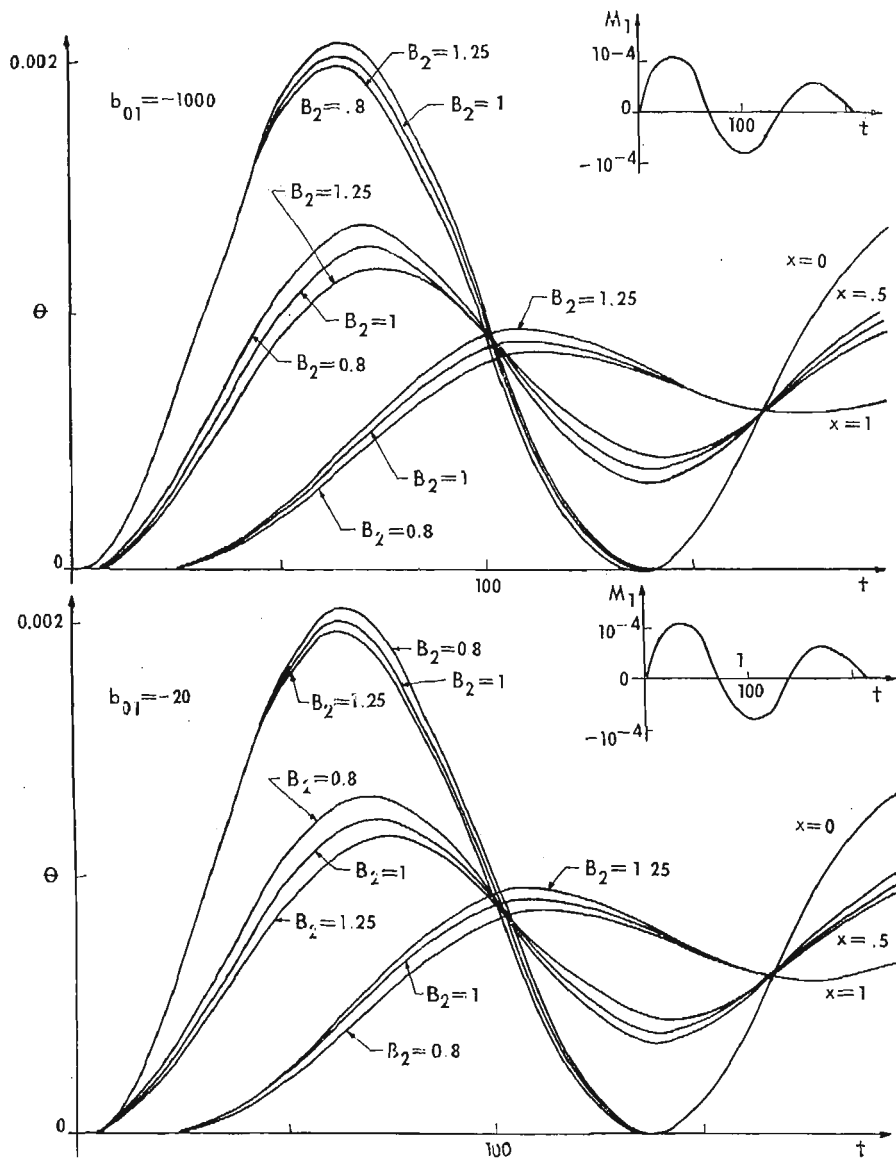 M₁
0.002
B₂=1.25
10⁻⁴
b₀₁=−1000
B₂=.8
B₂=1
0
100
t
−10⁻⁴
B₂=1.25
x=0
B₂=1.25
x=.5
θ
B₂=1
B₂=0.8
x=1
B₂=1
B₂=0.8
0
100
t
M₁
0.002
10⁻⁴
B₂=0.8
1
B₂=1
0
100
t
b₀₁=−20
B₂=1.25
−10⁻⁴
B₂=0.8
x=0
B₂=1.25
θ
B₂=1
B₂=1.25
x=.5
B₂=1
x=1
B₂=0.8
0
100
t